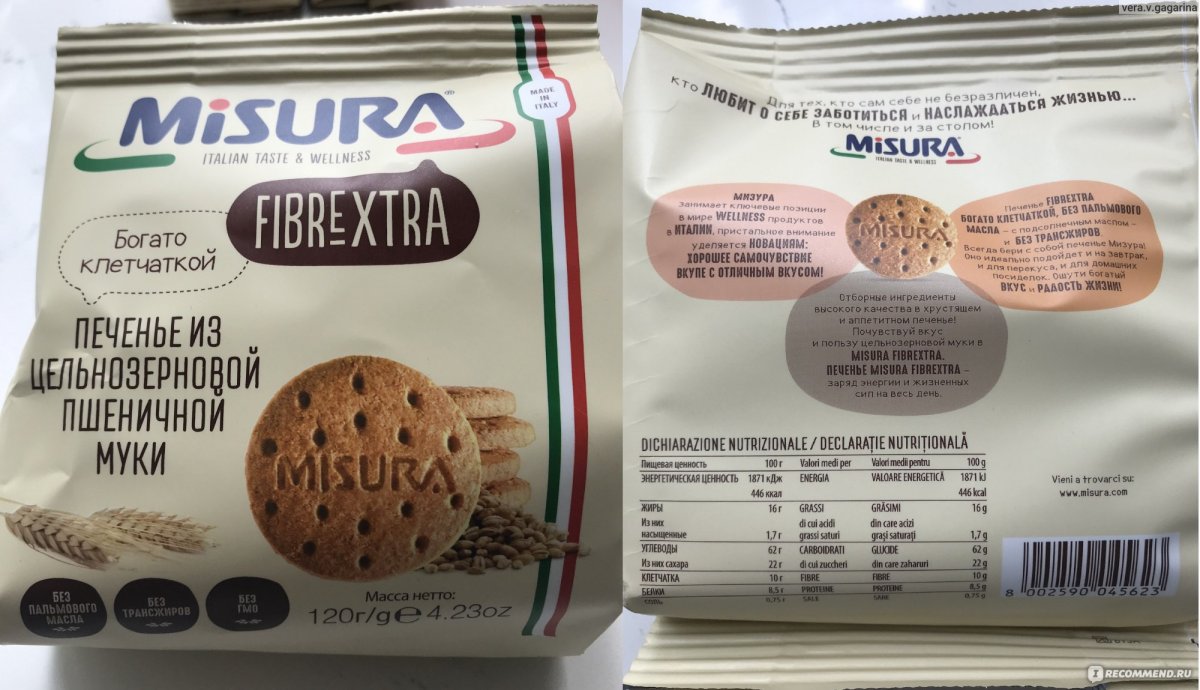 MiSURA®
ITALIAN TASTE & WELLNESS
MADE
IN
ITALY
FIBREXTRA
Богато
клетчаткой
ПЕЧЕНЬЕ ИЗ
ЦЕЛЬНОЗЕРНОВОЙ
ПШЕНИЧНОЙ
МУКИ
MISURA
БЕЗ
ПАЛЬМОВОГО
МАСЛА
БЕЗ
ТРАНСЖИРОВ
БЕЗ
ГМО
Масса нетто:
120г/g℮ 4.23oz
vera.v.gagarina
Для тех, кто сам себе не безразличен,
кто ЛЮБИТ О СЕБЕ ЗАБОТИТЬСЯ и НАСЛАЖДАТЬСЯ ЖИЗНЬЮ...
В том числе и за столом!
MiSURA
ITALIAN TASTE & WELLNESS
МИЗУРА
занимает ключевые позиции
в мире WELLNESS продуктов
в ИТАЛИИ, пристальное внимание
уделяется НОВАЦИЯМ:
ХОРОШЕЕ САМОЧУВСТВИЕ
ВКУПЕ С ОТЛИЧНЫМ ВКУСОМ!
MISURA
Печенье FIBREXTRA
БОГАТО КЛЕТЧАТКОЙ, БЕЗ ПАЛЬМОВОГО
МАСЛА – с подсолнечным маслом –
и БЕЗ ТРАНСЖИРОВ.
Всегда бери с собой печенье Мизура!
Оно идеально подойдет и на завтрак,
и для перекуса, и для домашних
посиделок. Ощути богатый
ВКУС и РАДОСТЬ ЖИЗНИ!
Отборные ингредиенты
высокого качества в хрустящем
и аппетитном печенье!
Почувствуй вкус
и пользу цельнозерновой муки в
MISURA FIBREXTRA.
ПЕЧЕНЬЕ MISURA FIBREXTRA –
заряд энергии и жизненных
сил на весь день.
DICHIARAZIONE NUTRIZIONALE / DECLARAȚIE NUTRIȚIONALĂ
Пищевая ценность 100 г Valori medi per Valori medii pentru 100 g
ЭНЕРГЕТИЧЕСКАЯ ЦЕННОСТЬ 1871 кДж ENERGIA VALOARE ENERGETICĂ 1871 kJ
446 ккал 446 kcal
ЖИРЫ 16 г GRASSI GRĂSIMI 16 g
Из них di cui acidi din care acizi
насыщенные 1,7 г grassi saturi grași saturați 1,7 g
УГЛЕВОДЫ 62 г CARBOIDRATI GLUCIDE 62 g
Из них сахара 22 г di cui zuccheri din care zaharuri 22 g
КЛЕТЧАТКА 10 г FIBRE FIBRE 10 g
БЕЛКИ 8,5 г PROTEINE PROTEINE 8,5 g
СОЛЬ 0,75 г SALE SARE 0,75 g
Vieni a trovarci su:
www.misura.com
8 002590 045623
IRECOMMEND.RU